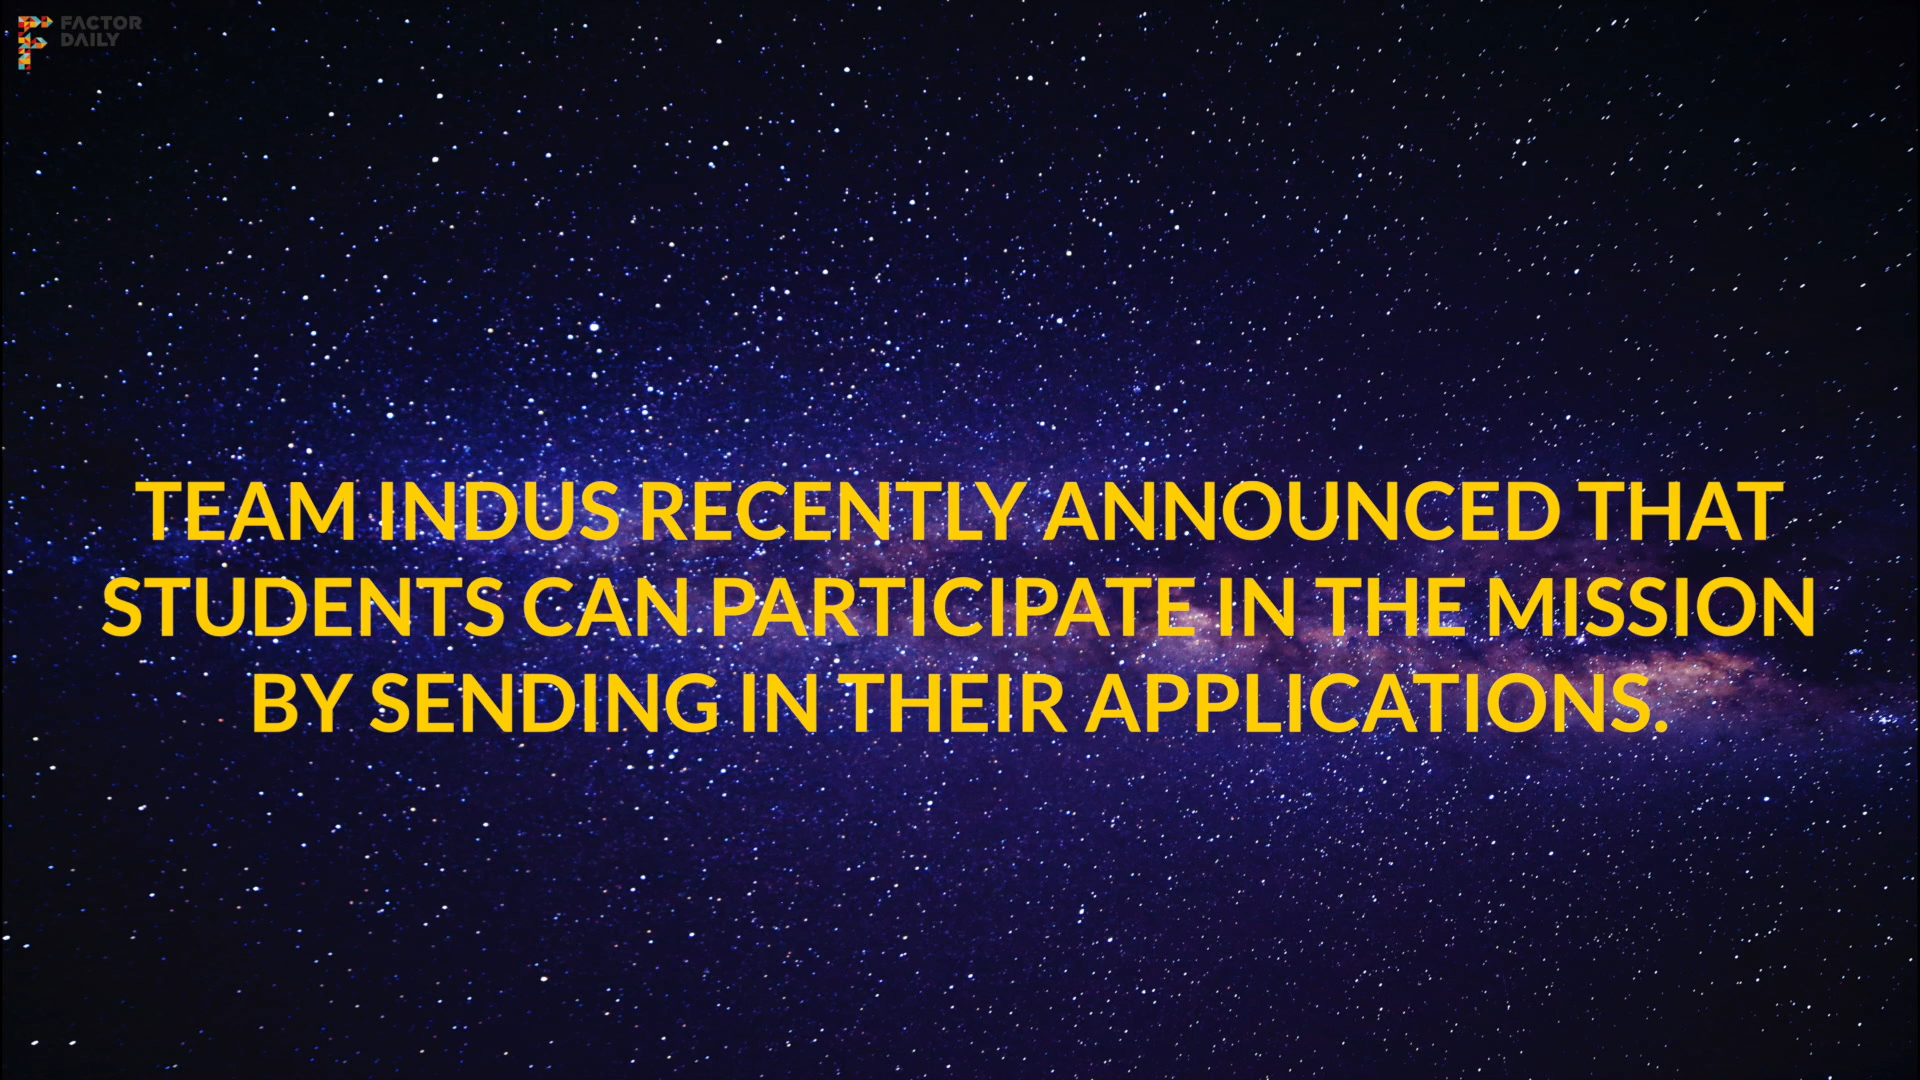 FACTOR
DAILY
TEAM INDUS RECENTLY ANNOUNCED THAT
STUDENTS CAN PARTICIPATE IN THE MISSION
BY SENDING IN THEIR APPLICATIONS.